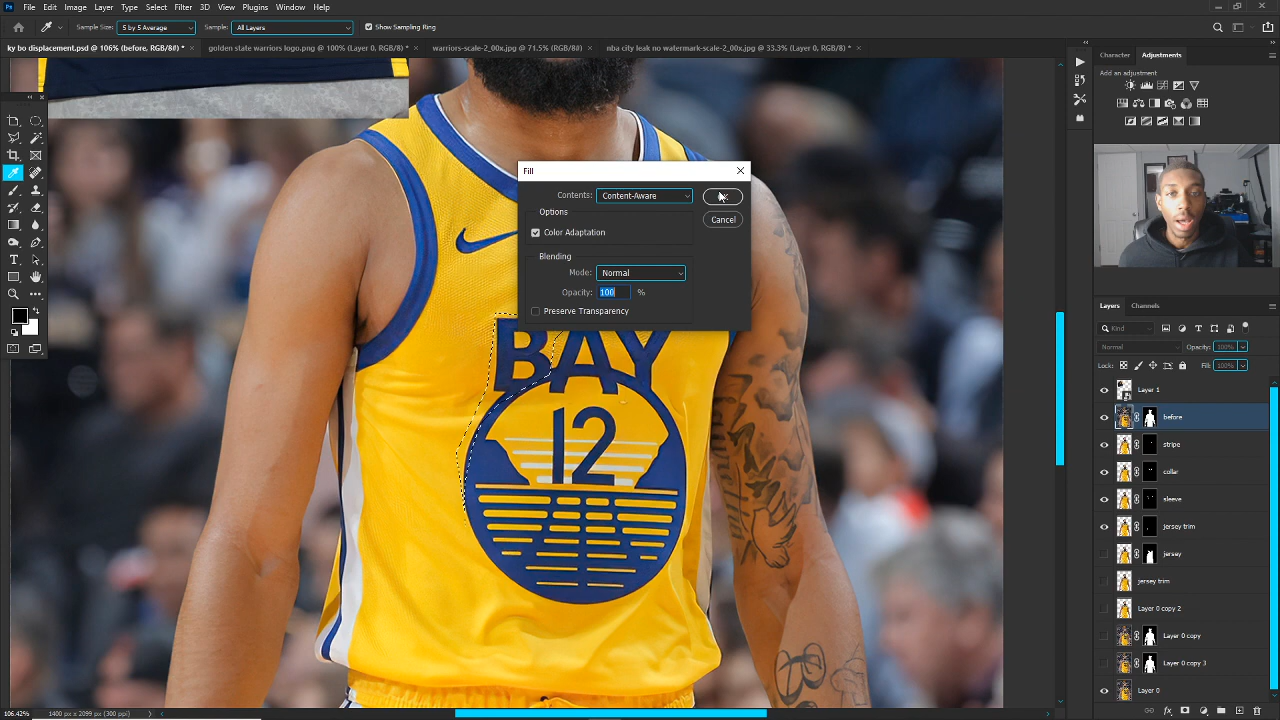 Ps File Edit Image Layer Type Select Filter 3D View Plugins Window Help
Sample Size: 5 by 5 Average Sample: All Layers Show Sampling Ring
ky bo displacement.psd @ 106% (before, RGB/8#) * × golden state warriors logo.png @ 100% (Layer 0, RGB/8#) * × warriors-scale-2_00x.jpg @ 71.5% (RGB/8#) × nba city leak no watermark-scale-2_00x @ 33.3% (Layer 0, RGB/8*) * ×
Character Adjustments
Add an adjustment
Fill
Contents: Content-Aware
Options
Cancel
Color Adaptation
Blending
Mode: Normal
Opacity: 100 %
Preserve Transparency
BAY
12
Layers Channels
Kind
Normal Opacity: 100%
Lock: Fill: 100%
Layer 1
before
stripe
collar
sleeve
jersey trim
jersey
jersey trim
Layer 0 copy 2
Layer 0 copy
Layer 0 copy 3
Layer 0
106.42% 1400 px x 2099 px (300 ppi)